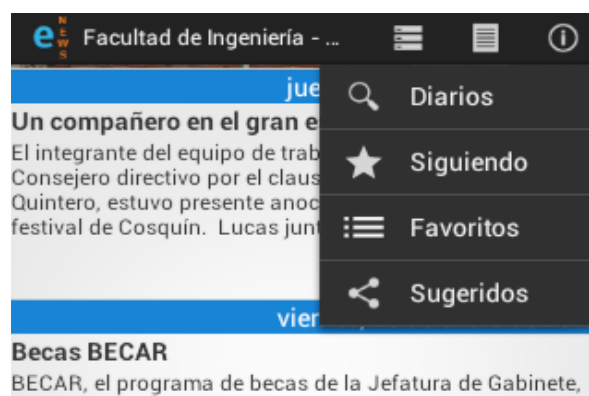 e NEWS Facultad de Ingeniería - ...
jue
Diarios
Un compañero en el gran e
El integrante del equipo de trab
Siguiendo
Consejero directivo por el claus
Quintero, estuvo presente anoc
festival de Cosquín. Lucas junt
Favoritos
Sugeridos
vier
Becas BECAR
BECAR, el programa de becas de la Jefatura de Gabinete,